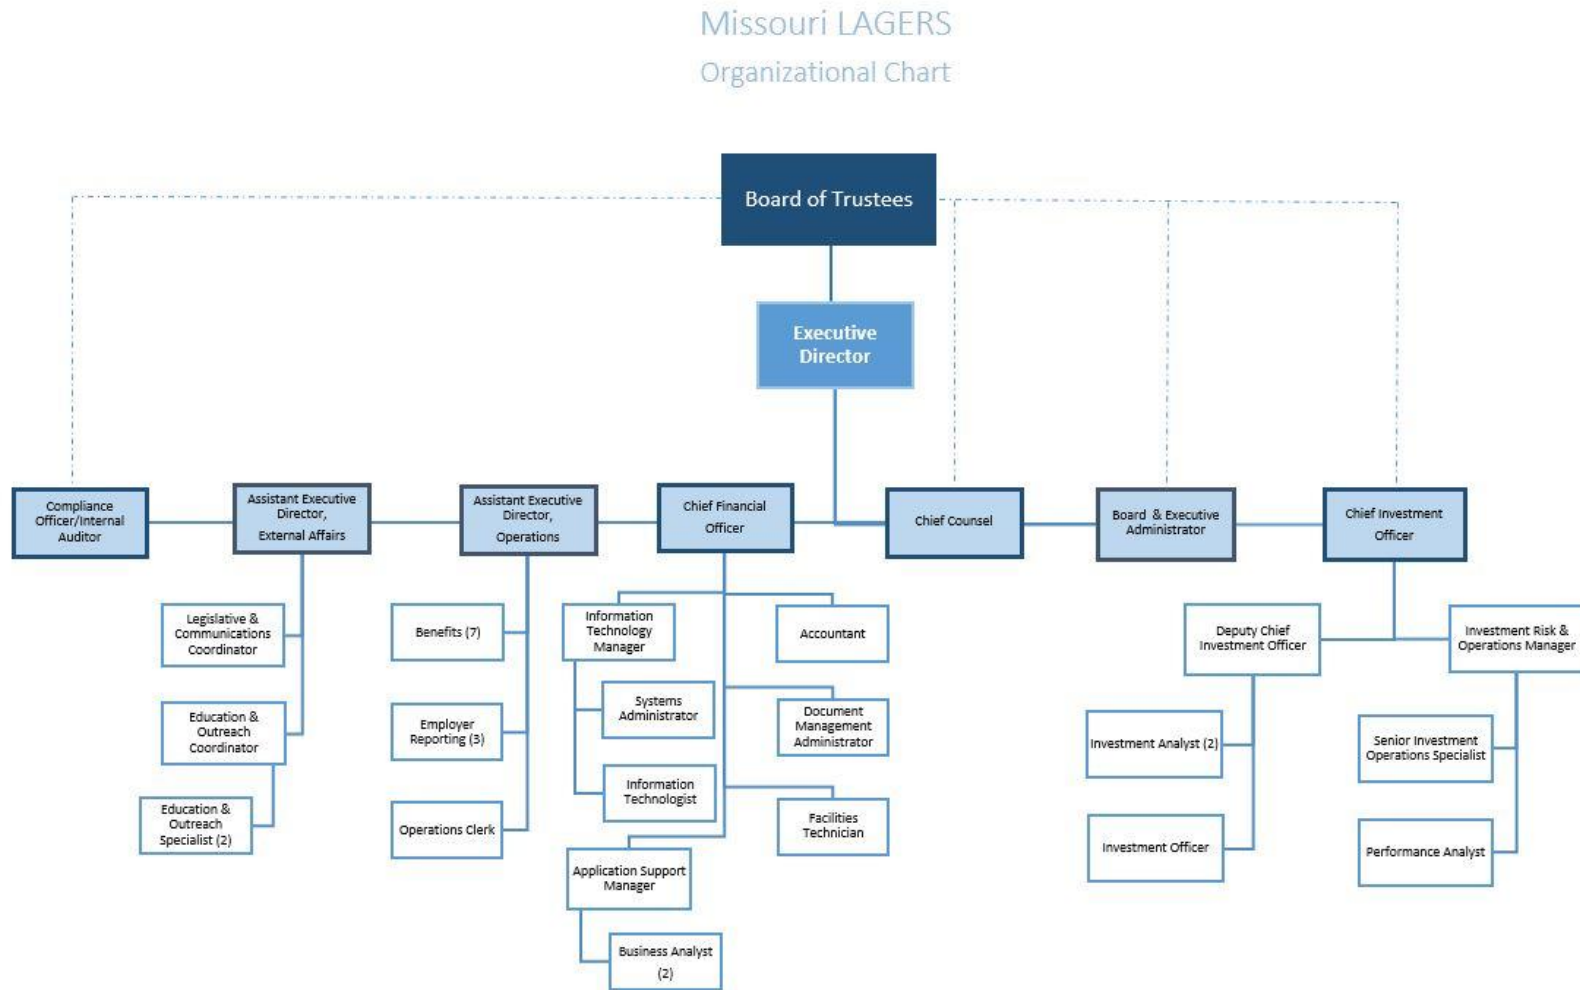 Missouri LAGERS
Organizational Chart
Board of Trustees
Executive
Director
Compliance
Officer/Internal
Auditor
Assistant Executive
Director,
External Affairs
Assistant Executive
Director,
Operations
Chief Financial
Officer
Chief Counsel
Board & Executive
Administrator
Chief Investment
Officer
Legislative &
Communications
Coordinator
Education &
Outreach
Coordinator
Education &
Outreach
Specialist (2)
Benefits (7)
Employer
Reporting (3)
Operations Clerk
Information
Technology
Manager
Systems
Administrator
Information
Technologist
Application Support
Manager
Business Analyst
(2)
Accountant
Document
Management
Administrator
Facilities
Technician
Deputy Chief
Investment Officer
Investment Analyst (2)
Investment Officer
Investment Risk &
Operations Manager
Senior Investment
Operations Specialist
Performance Analyst